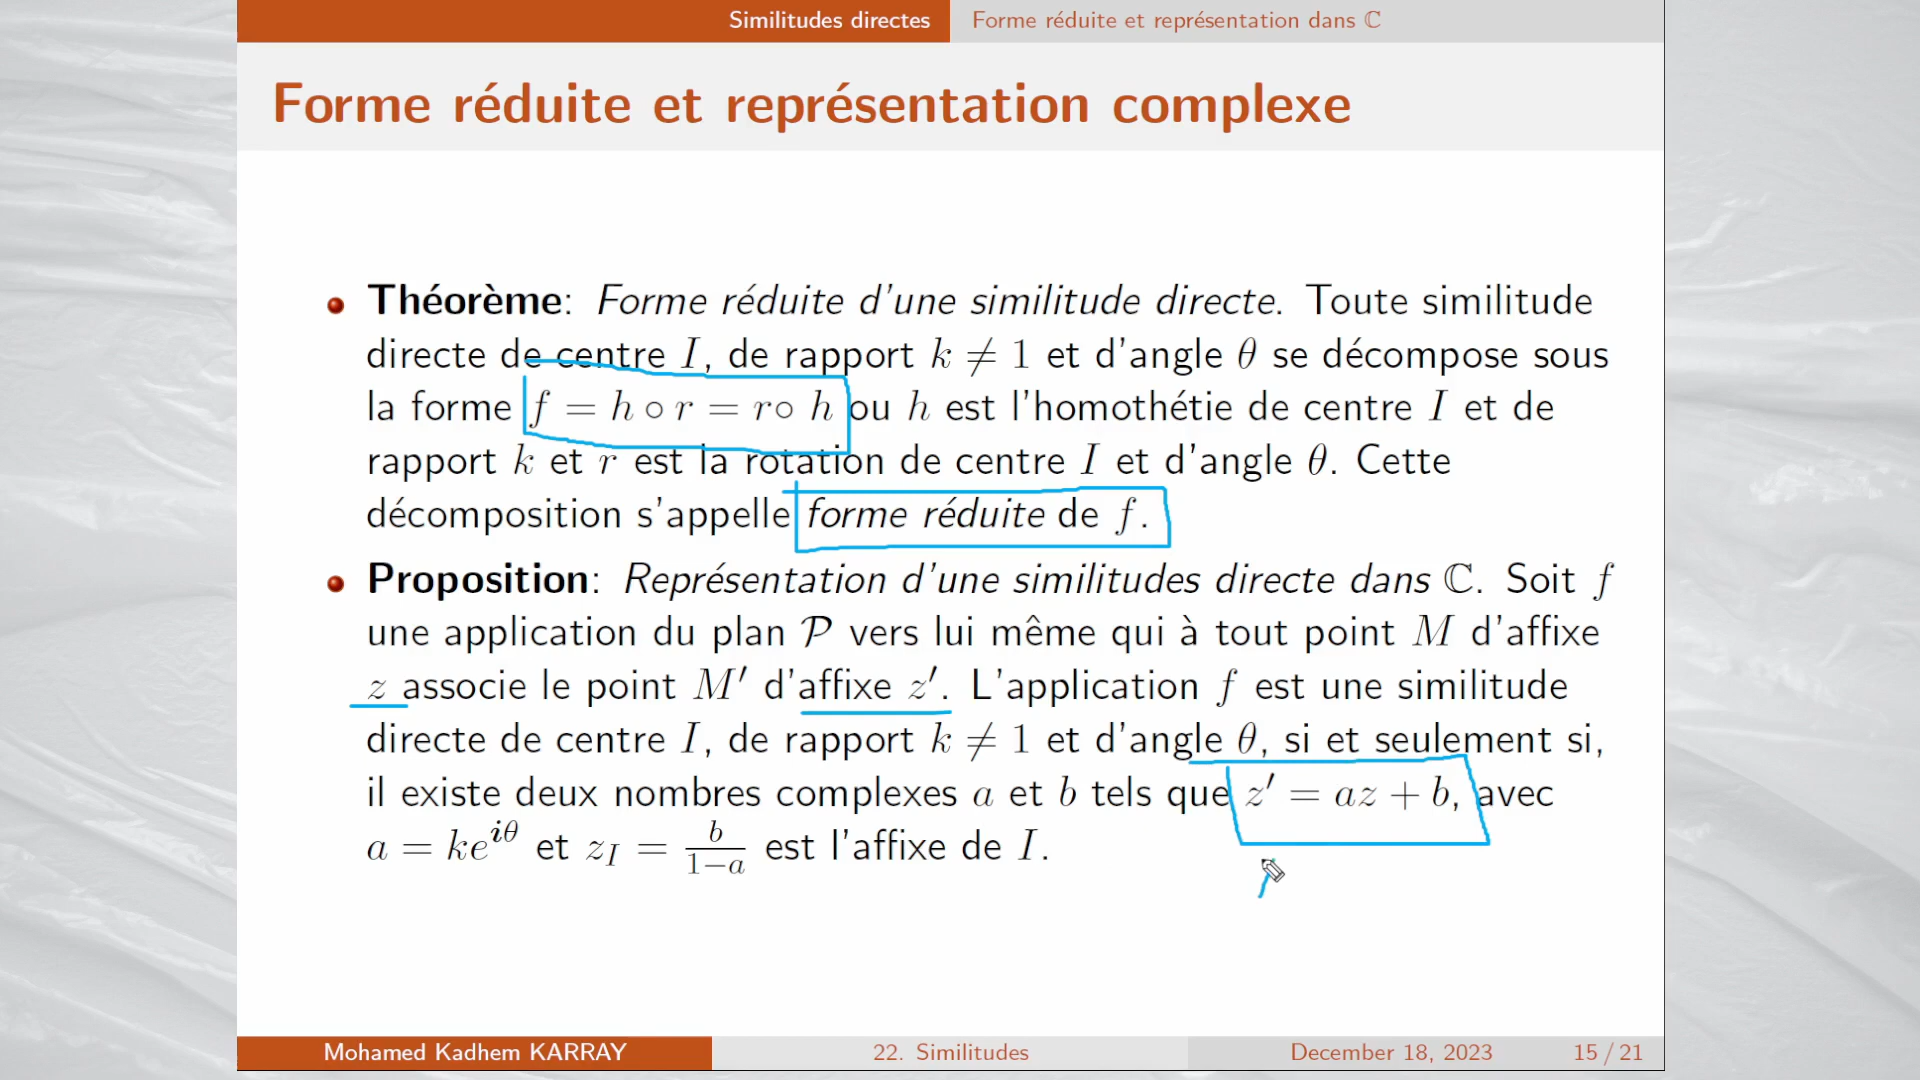 Similitudes directes Forme réduite et représentation dans ℂ
Forme réduite et représentation complexe
Théorème: Forme réduite d'une similitude directe. Toute similitude
directe de centre I, de rapport k ≠ 1 et d'angle θ se décompose sous
la forme f = h ∘ r = r∘ h ou h est l'homothétie de centre I et de
rapport k et r est la rotation de centre I et d'angle θ. Cette
décomposition s'appelle forme réduite de f.
Proposition: Représentation d'une similitudes directe dans ℂ. Soit f
une application du plan 𝒫 vers lui même qui à tout point M d'affixe
z associe le point M′ d'affixe z′. L'application f est une similitude
directe de centre I, de rapport k ≠ 1 et d'angle θ, si et seulement si,
il existe deux nombres complexes a et b tels que z′ = az + b, avec
a = ke^{iθ} et z_I = b/(1−a) est l'affixe de I.
Mohamed Kadhem KARRAY 22. Similitudes December 18, 2023 15 / 21